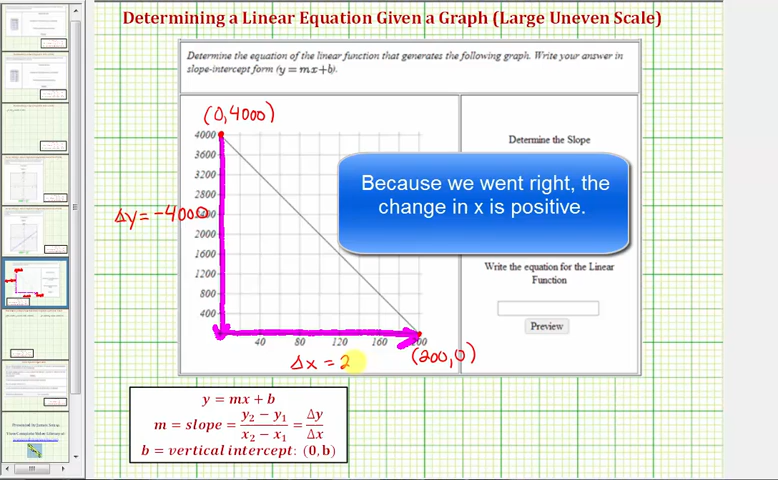 Determining a Linear Equation Given a Graph (Large Uneven Scale)
Determine the equation of the linear function that generates the following graph. Write your answer in
slope-intercept form (y = mx+b).
(0,4000)
4000
3600
3200
2800
2400
2000
1600
1200
800
400
Δy = -4000
40
80
120
160
200
(200,0)
Δx = 2
Determine the Slope
Because we went right, the
change in x is positive.
Write the equation for the Linear
Function
Preview
y = mx + b
m = slope = y₂ − y₁ / x₂ − x₁ = Δy / Δx
b = vertical intercept: (0, b)